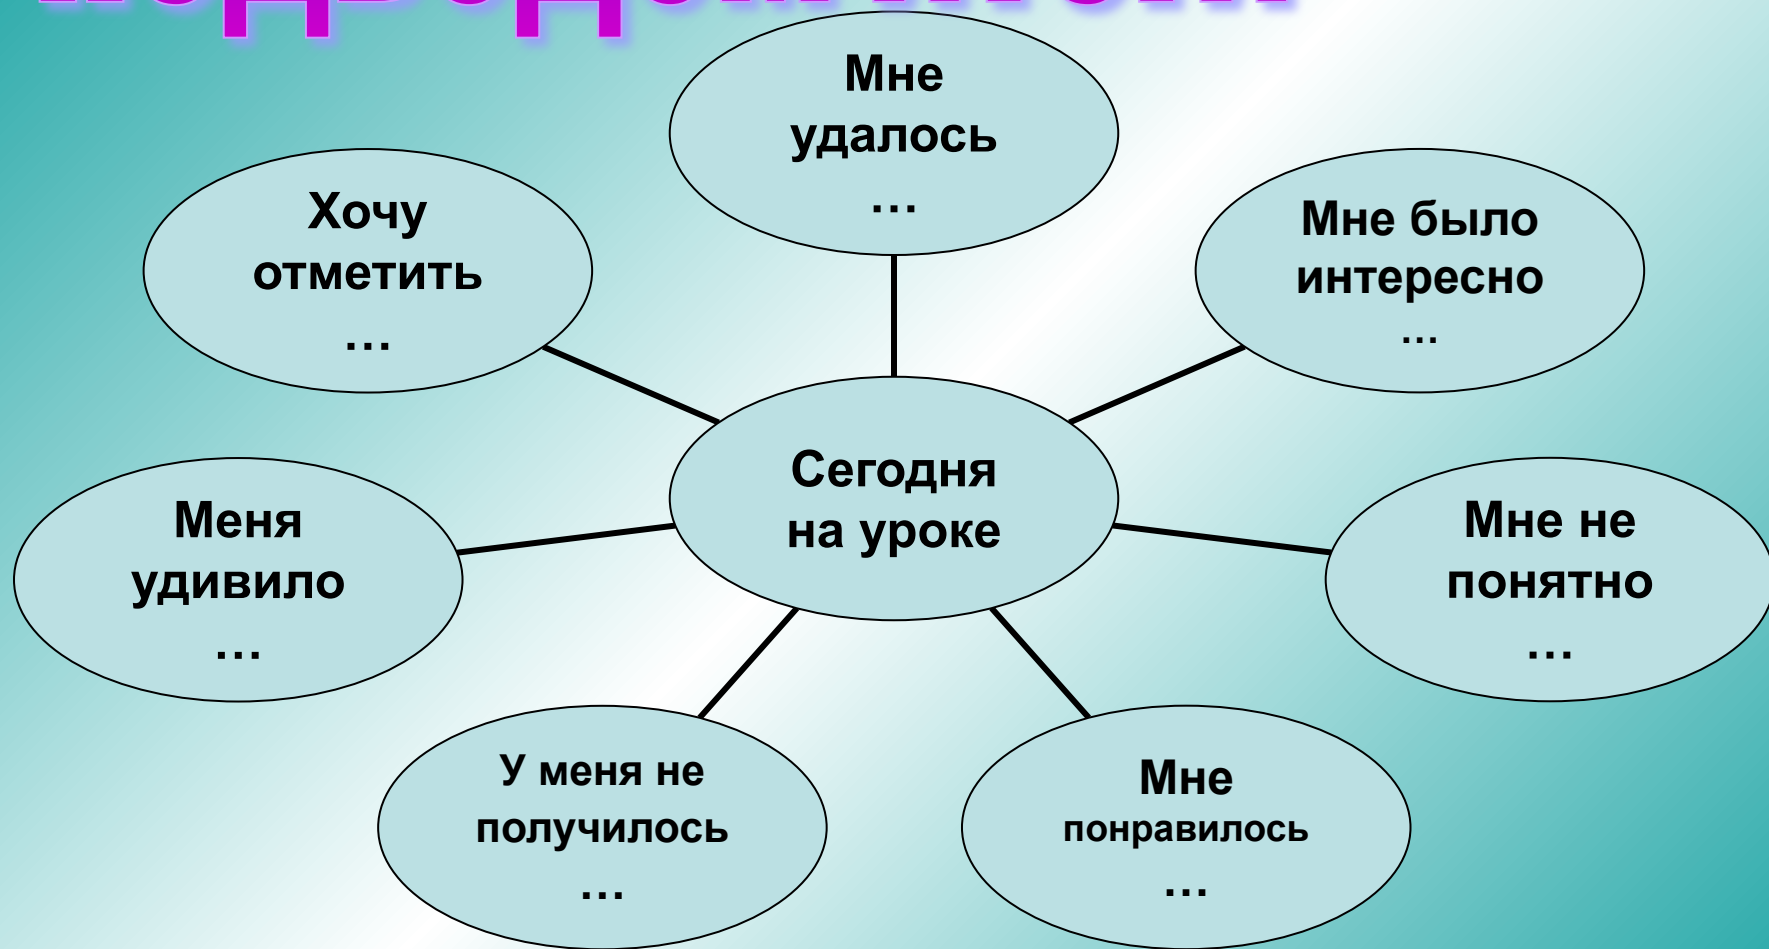 Мне
удалось
…
Хочу
отметить
…
Мне было
интересно
…
Сегодня
на уроке
Меня
удивило
…
Мне не
понятно
…
У меня не
получилось
…
Мне
понравилось
…